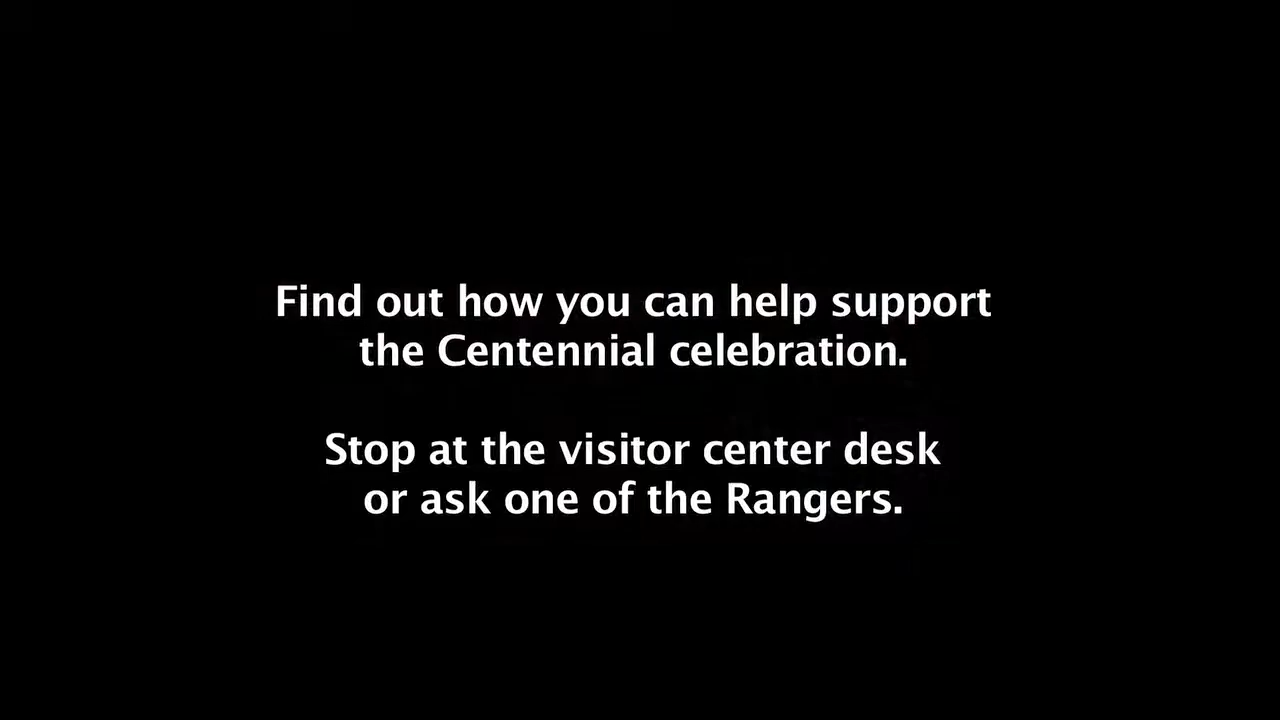 Find out how you can help support
the Centennial celebration.
Stop at the visitor center desk
or ask one of the Rangers.